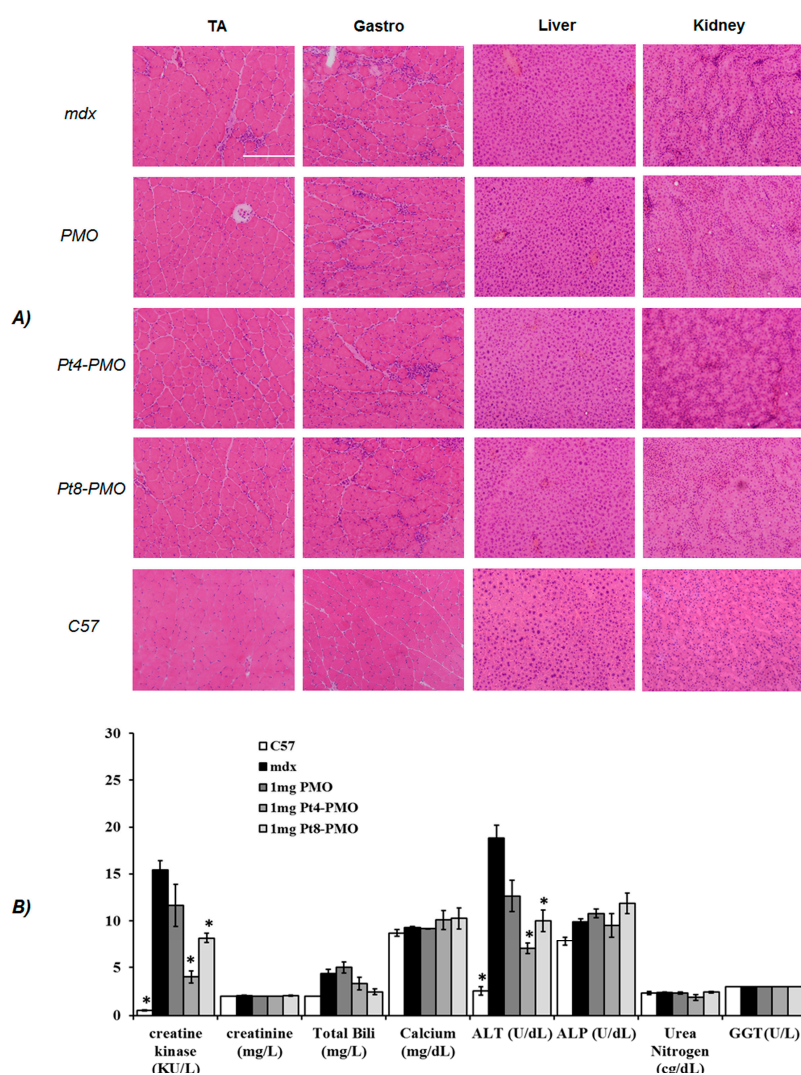 TA Gastro Liver Kidney
mdx
PMO
A)
Pt4-PMO
Pt8-PMO
C57
30
25
20
15
10
5
0
C57
mdx
1mg PMO
1mg Pt4-PMO
1mg Pt8-PMO
B)
* * * * * *
creatine creatinine Total Bili Calcium ALT (U/dL) ALP (U/dL) Urea GGT(U/L)
kinase (mg/L) (mg/L) (mg/dL) Nitrogen
(KU/L) (cg/dL)